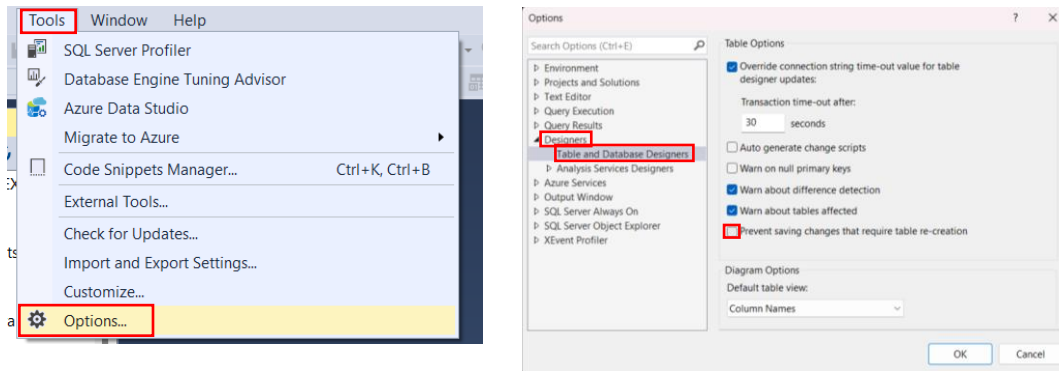 Tools Window Help
SQL Server Profiler
Database Engine Tuning Advisor
Azure Data Studio
Migrate to Azure
Code Snippets Manager... Ctrl+K, Ctrl+B
External Tools...
Check for Updates...
Import and Export Settings...
Customize...
Options...
Options
Search Options (Ctrl+E)
Environment
Projects and Solutions
Text Editor
Query Execution
Query Results
Designers
Table and Database Designers
Analysis Services Designers
Azure Services
Output Window
SQL Server Always On
SQL Server Object Explorer
XEvent Profiler
Table Options
Override connection string time-out value for table
designer updates:
Transaction time-out after:
30 seconds
Auto generate change scripts
Warn on null primary keys
Warn about difference detection
Warn about tables affected
Prevent saving changes that require table re-creation
Diagram Options
Default table view:
Column Names
OK Cancel